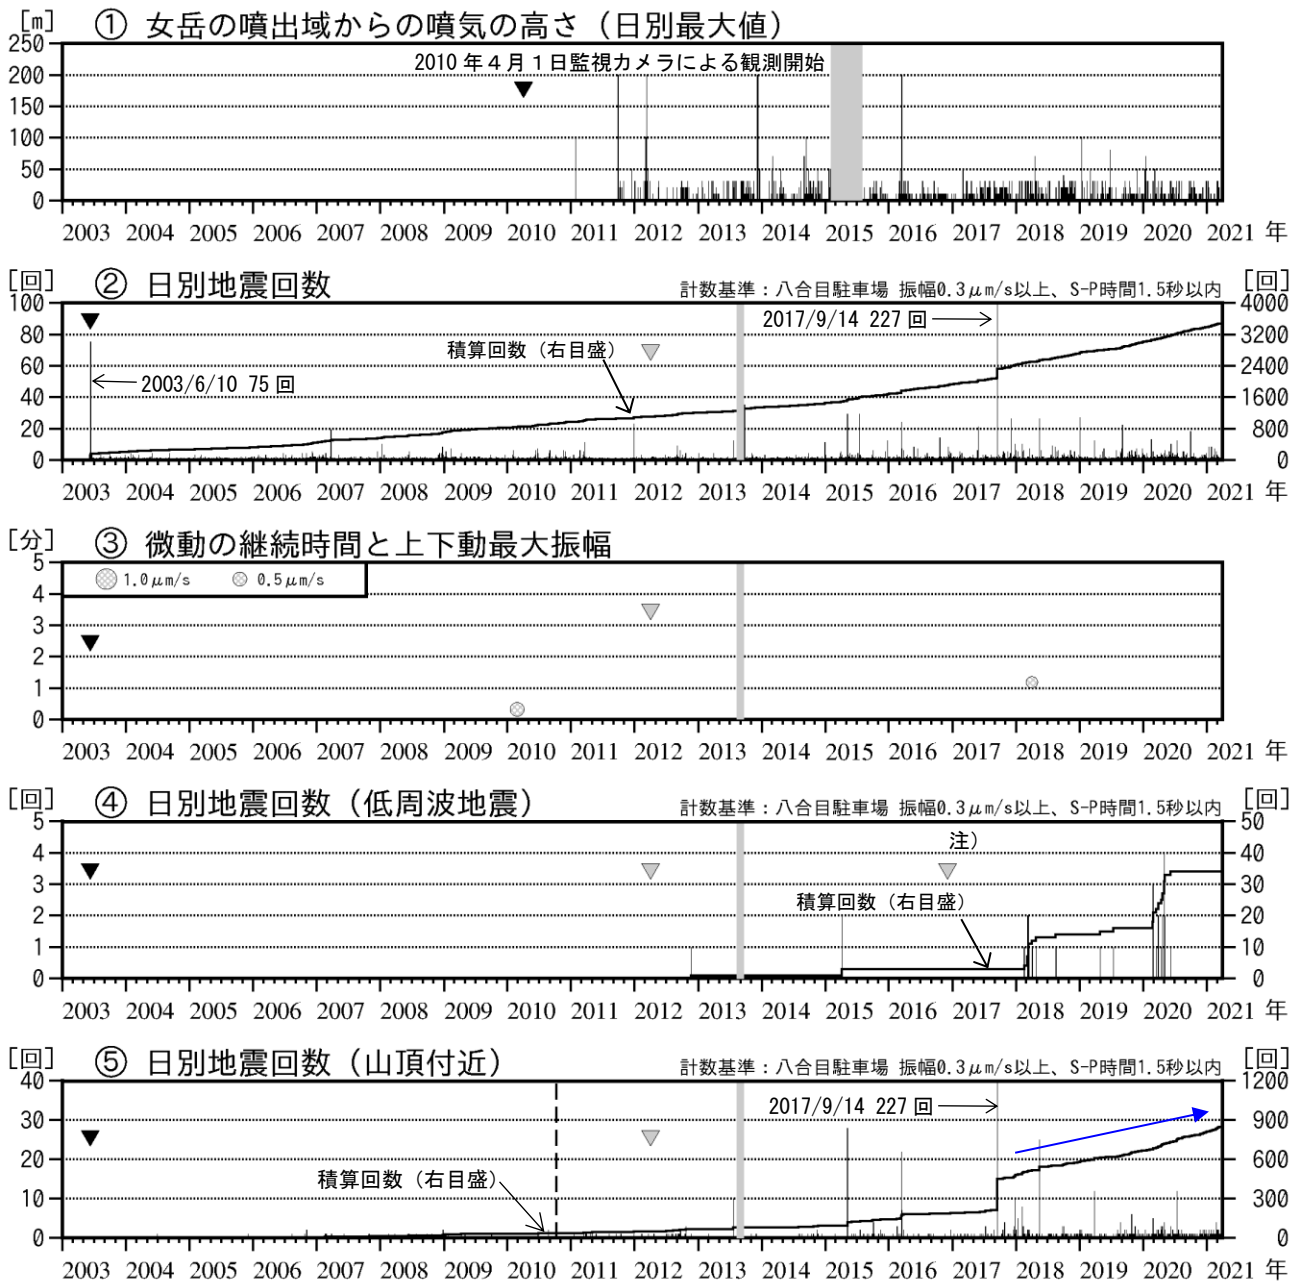 [m] ① 女岳の噴出域からの噴気の高さ（日別最大値）
250
200
150
100
50
0
2010年４月１日監視カメラによる観測開始
2003 2004 2005 2006 2007 2008 2009 2010 2011 2012 2013 2014 2015 2016 2017 2018 2019 2020 2021 年
[回] ② 日別地震回数 計数基準：八合目駐車場 振幅0.3μm/s以上、S-P時間1.5秒以内 [回]
100 4000
80 3200
60 2400
40 1600
20 800
0 0
2017/9/14 227回
積算回数（右目盛）
2003/6/10 75回
2003 2004 2005 2006 2007 2008 2009 2010 2011 2012 2013 2014 2015 2016 2017 2018 2019 2020 2021 年
[分] ③ 微動の継続時間と上下動最大振幅
5
4
3
2
1
0
1.0μm/s 0.5μm/s
2003 2004 2005 2006 2007 2008 2009 2010 2011 2012 2013 2014 2015 2016 2017 2018 2019 2020 2021 年
[回] ④ 日別地震回数（低周波地震） 計数基準：八合目駐車場 振幅0.3μm/s以上、S-P時間1.5秒以内 [回]
5 50
4 40
3 30
2 20
1 10
0 0
注）
積算回数（右目盛）
2003 2004 2005 2006 2007 2008 2009 2010 2011 2012 2013 2014 2015 2016 2017 2018 2019 2020 2021 年
[回] ⑤ 日別地震回数（山頂付近） 計数基準：八合目駐車場 振幅0.3μm/s以上、S-P時間1.5秒以内 [回]
40 1200
30 900
20 600
10 300
0 0
2017/9/14 227回
積算回数（右目盛）
2003 2004 2005 2006 2007 2008 2009 2010 2011 2012 2013 2014 2015 2016 2017 2018 2019 2020 2021 年